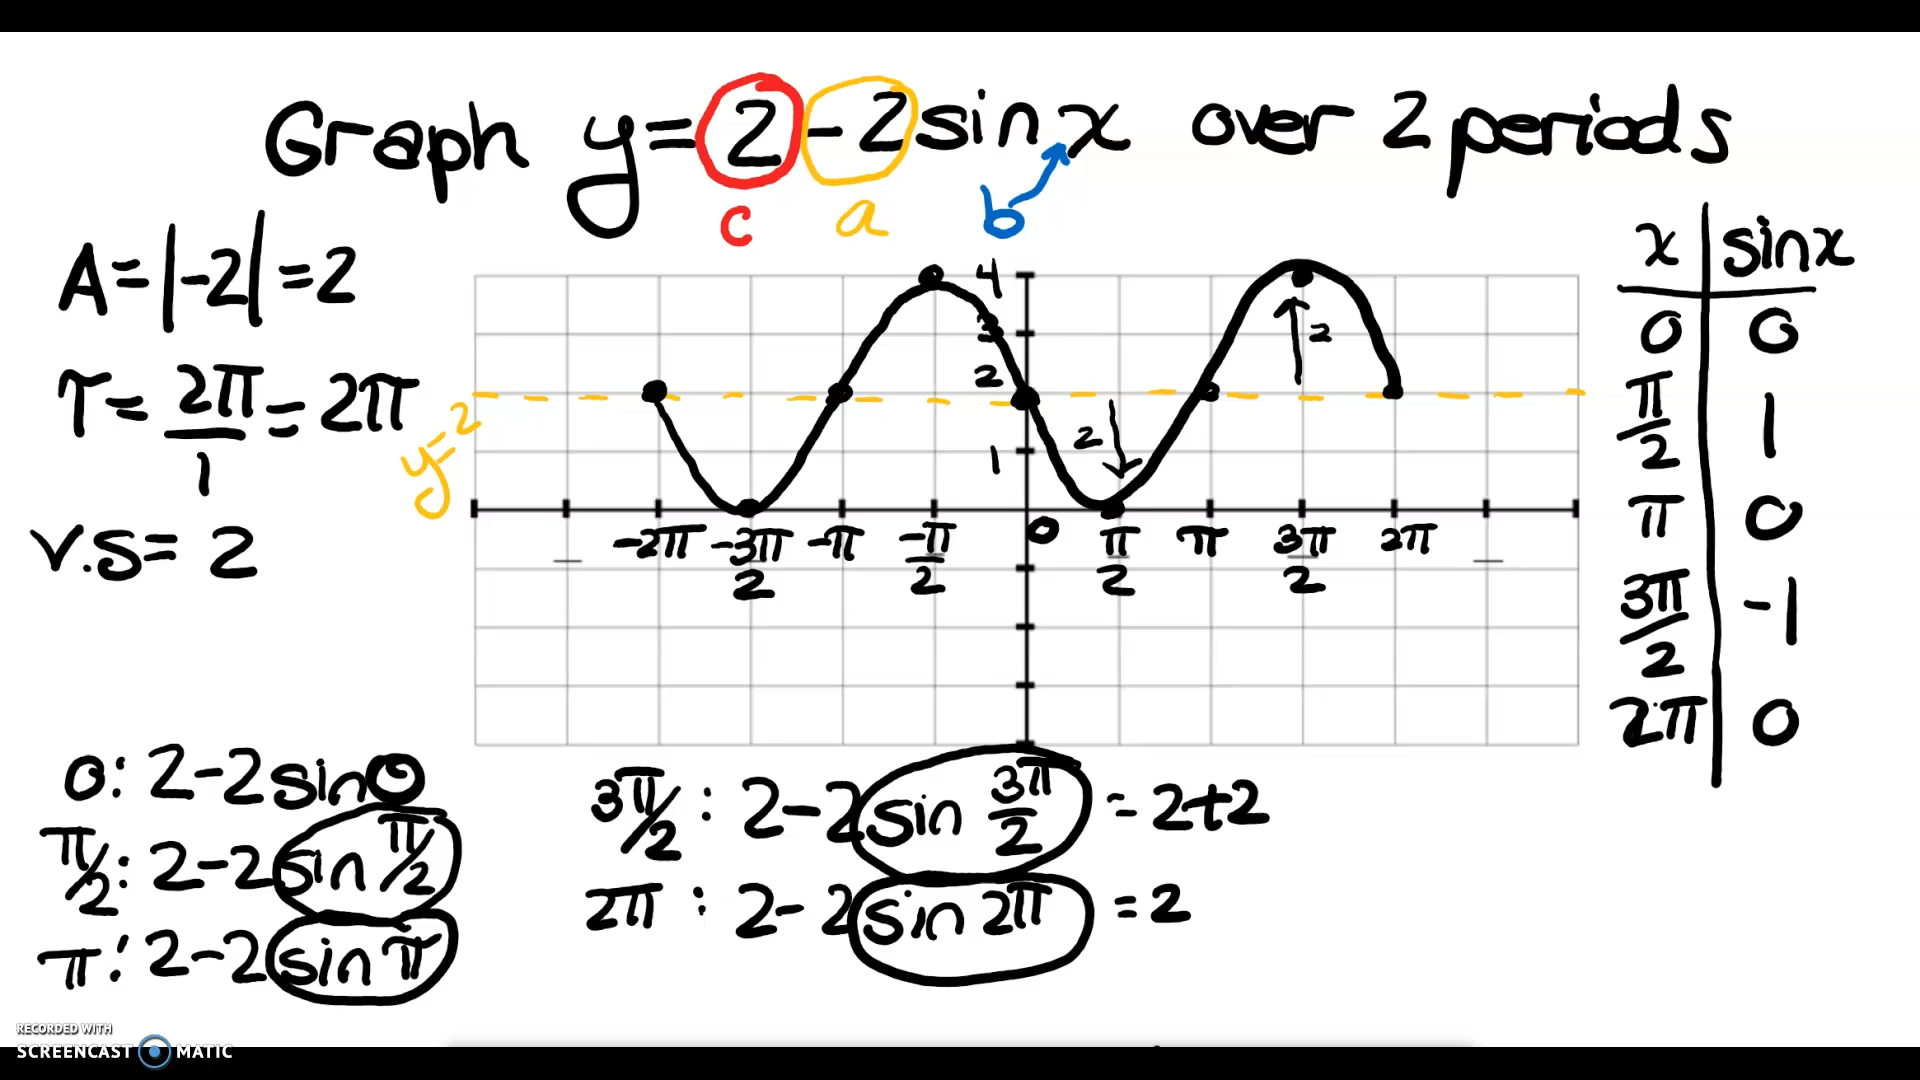 Graph y=2-2sinx over 2 periods
c a b
A=|-2|=2
T=2π/1=2π
v.s=2
y=2
4
3
2
1
2
2
-2π -3π/2 -π -π/2 0 π/2 π 3π/2 2π
x sinx
0 0
π/2 1
π 0
3π/2 -1
2π 0
0: 2-2sin0
π/2: 2-2sin π/2
π: 2-2sin π
3π/2: 2-2sin 3π/2 = 2+2
2π: 2-2sin 2π = 2
RECORDED WITH
SCREENCAST MATIC